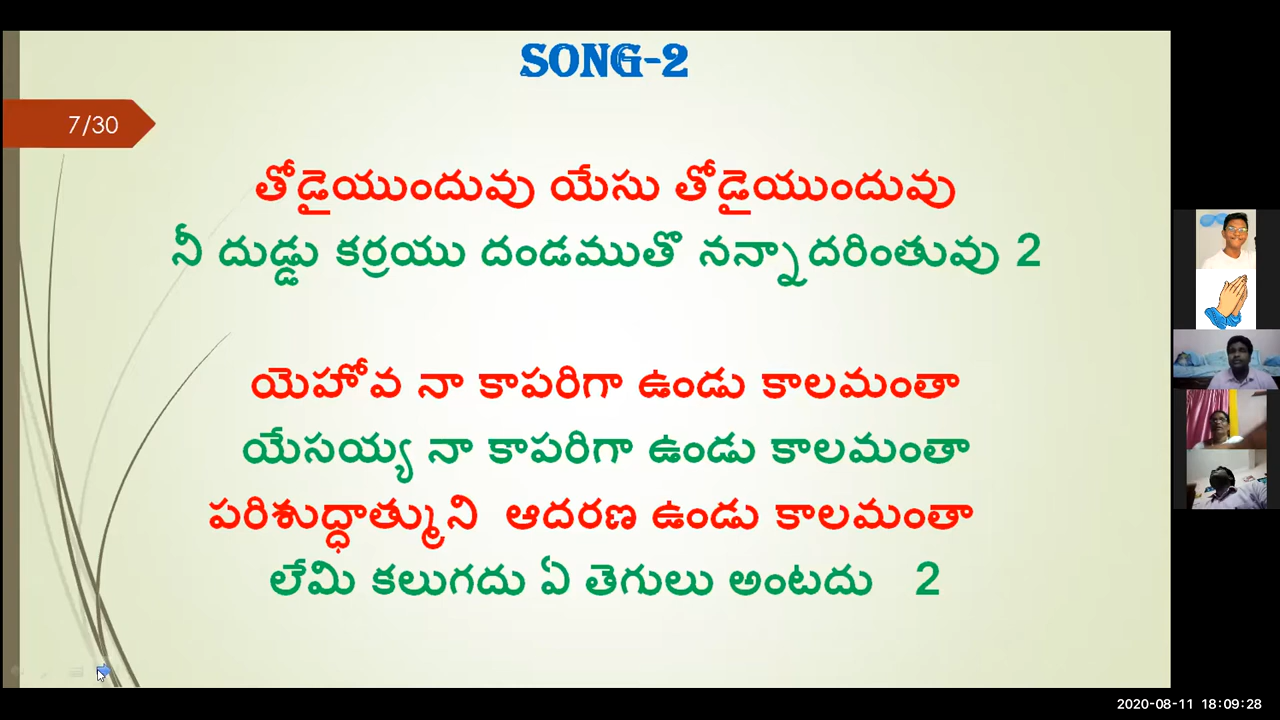 SONG-2
7/30
తోడైయుందువు యేసు తోడైయుందువు
నీ దుడ్డు కర్రయు దండముతొ నన్నాదరింతువు 2
యెహోవ నా కాపరిగా ఉండు కాలమంతా
యేసయ్య నా కాపరిగా ఉండు కాలమంతా
పరిశుద్ధాత్ముని ఆదరణ ఉండు కాలమంతా
లేమి కలుగదు ఏ తెగులు అంటదు 2
2020-08-11 18:09:28